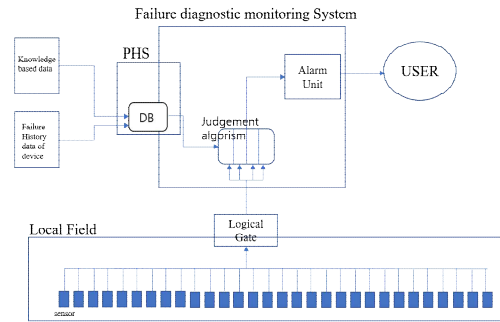 Failure diagnostic monitoring System
Knowledge
based data
PHS
Alarm
Unit
USER
DB
Judgement
algorism
Failure
History
data of
device
Logical
Gate
Local Field
sensor